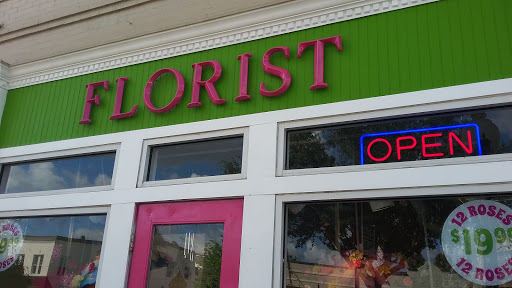 FLORIST
OPEN
12 ROSES
$19.99
12 ROSES